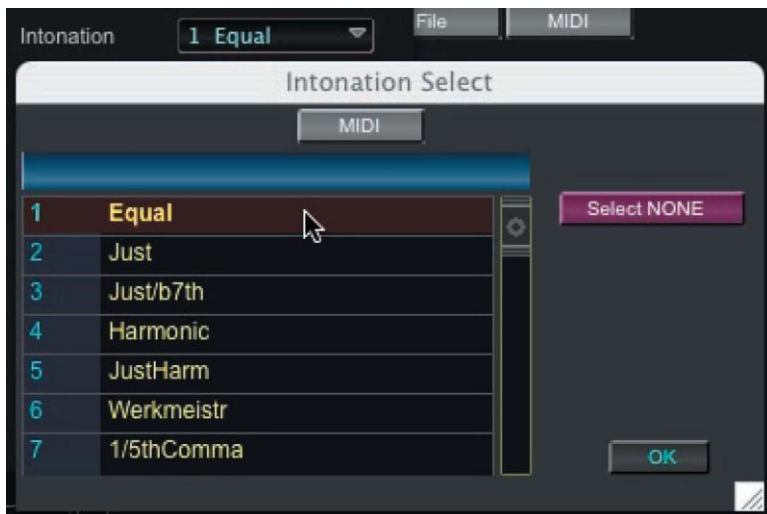 Intonation 1 Equal File MIDI
Intonation Select
MIDI
1 Equal
Select NONE
2 Just
3 Just/b7th
4 Harmonic
5 JustHarm
6 Werkmeistr
7 1/5thComma
OK